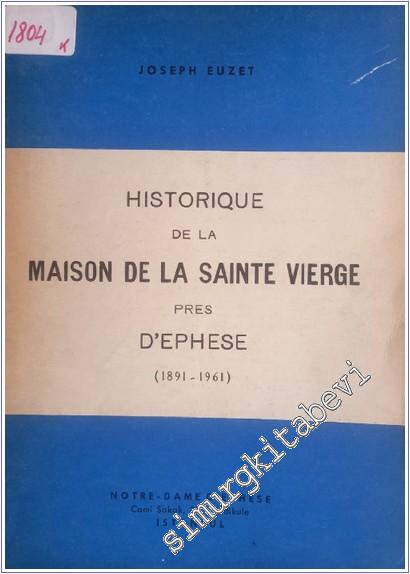 1804 K
JOSEPH EUZET
HISTORIQUE
DE LA
MAISON DE LA SAINTE VIERGE
PRES
D'EPHESE
(1891-1961)
NOTRE-DAME D'EPHESE
Cami Sokak,
ISTANBUL
simurgkitabevi